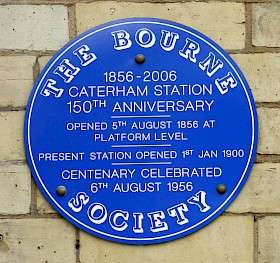 THE BOURNE
1856-2006
CATERHAM STATION
150TH ANNIVERSARY
OPENED 5TH AUGUST 1856 AT
PLATFORM LEVEL
PRESENT STATION OPENED 1ST JAN 1900
CENTENARY CELEBRATED
6TH AUGUST 1956
SOCIETY